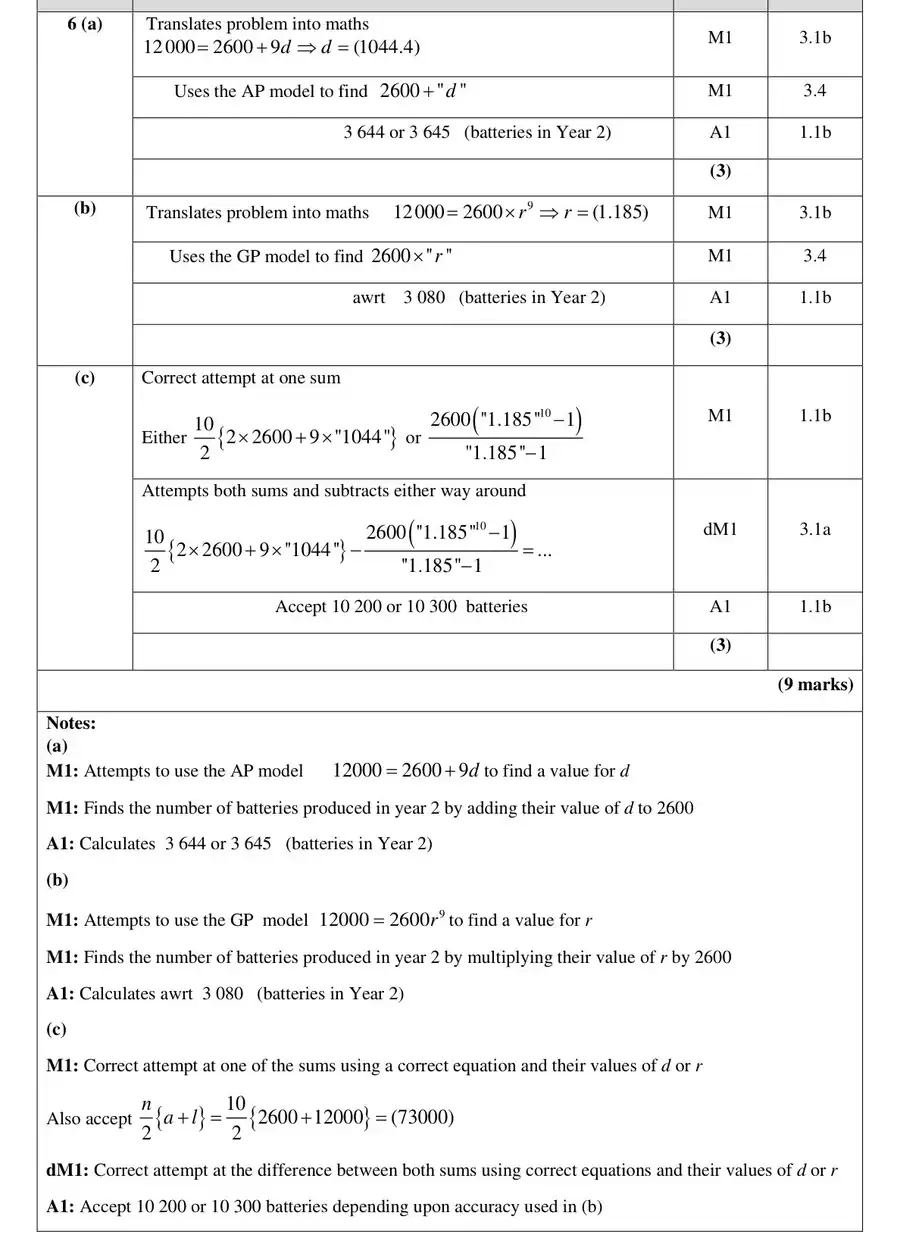 6 (a) Translates problem into maths M1 3.1b
12000 = 2600 + 9d ⇒ d = (1044.4)
Uses the AP model to find 2600 + "d" M1 3.4
3 644 or 3 645 (batteries in Year 2) A1 1.1b
(3)
(b) Translates problem into maths 12000 = 2600 × r⁹ ⇒ r = (1.185) M1 3.1b
Uses the GP model to find 2600 × "r" M1 3.4
awrt 3 080 (batteries in Year 2) A1 1.1b
(3)
(c) Correct attempt at one sum
Either 10/2 {2 × 2600 + 9 × "1044"} or 2600("1.185"¹⁰ − 1) / "1.185" − 1 M1 1.1b
Attempts both sums and subtracts either way around
10/2 {2 × 2600 + 9 × "1044"} − 2600("1.185"¹⁰ − 1) / "1.185" − 1 = ... dM1 3.1a
Accept 10 200 or 10 300 batteries A1 1.1b
(3)
(9 marks)
Notes:
(a)
M1: Attempts to use the AP model 12000 = 2600 + 9d to find a value for d
M1: Finds the number of batteries produced in year 2 by adding their value of d to 2600
A1: Calculates 3 644 or 3 645 (batteries in Year 2)
(b)
M1: Attempts to use the GP model 12000 = 2600r⁹ to find a value for r
M1: Finds the number of batteries produced in year 2 by multiplying their value of r by 2600
A1: Calculates awrt 3 080 (batteries in Year 2)
(c)
M1: Correct attempt at one of the sums using a correct equation and their values of d or r
Also accept n/2 {a + l} = 10/2 {2600 + 12000} = (73000)
dM1: Correct attempt at the difference between both sums using correct equations and their values of d or r
A1: Accept 10 200 or 10 300 batteries depending upon accuracy used in (b)